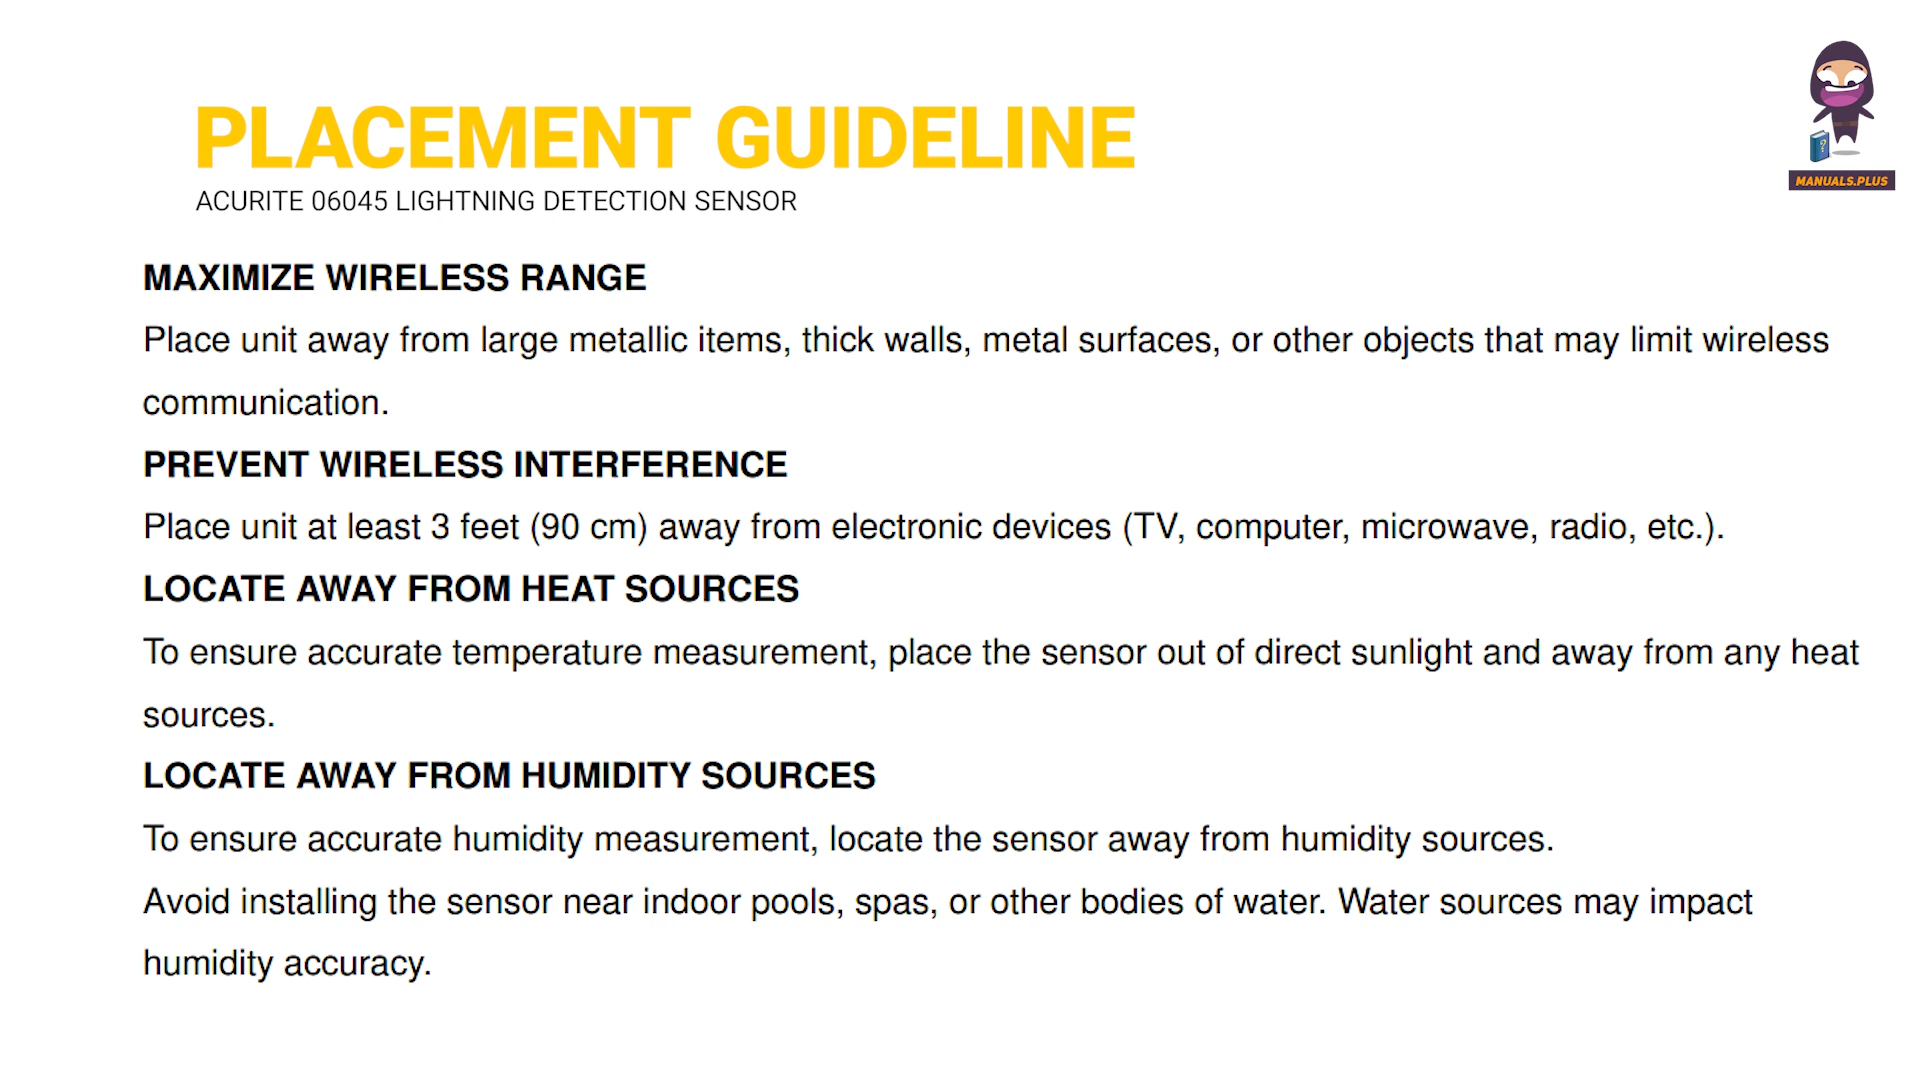 PLACEMENT GUIDELINE
ACURITE 06045 LIGHTNING DETECTION SENSOR
MANUALS.PLUS
MAXIMIZE WIRELESS RANGE
Place unit away from large metallic items, thick walls, metal surfaces, or other objects that may limit wireless
communication.
PREVENT WIRELESS INTERFERENCE
Place unit at least 3 feet (90 cm) away from electronic devices (TV, computer, microwave, radio, etc.).
LOCATE AWAY FROM HEAT SOURCES
To ensure accurate temperature measurement, place the sensor out of direct sunlight and away from any heat
sources.
LOCATE AWAY FROM HUMIDITY SOURCES
To ensure accurate humidity measurement, locate the sensor away from humidity sources.
Avoid installing the sensor near indoor pools, spas, or other bodies of water. Water sources may impact
humidity accuracy.